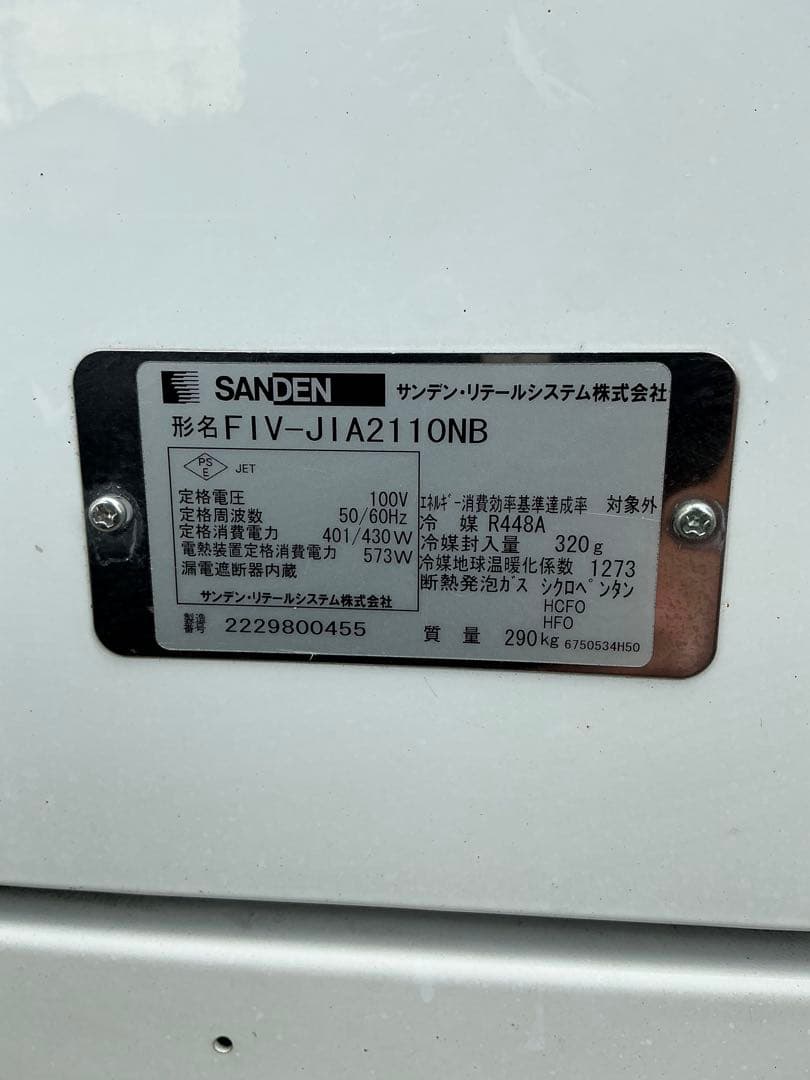 SANDEN サンデン・リテールシステム株式会社
形名 FIV-JIA2110NB
PS
E
JET
定格電圧 100V
定格周波数 50/60Hz
定格消費電力 401/430W
電熱装置定格消費電力 573W
漏電遮断器内蔵
サンデン・リテールシステム株式会社
エネルギー消費効率基準達成率 対象外
冷 媒 R448A
冷媒封入量 320g
冷媒地球温暖化係数 1273
断熱発泡ガス シクロペンタン
HCFO
HFO
製造
番号 2229800455
質 量 290kg 6750534H50